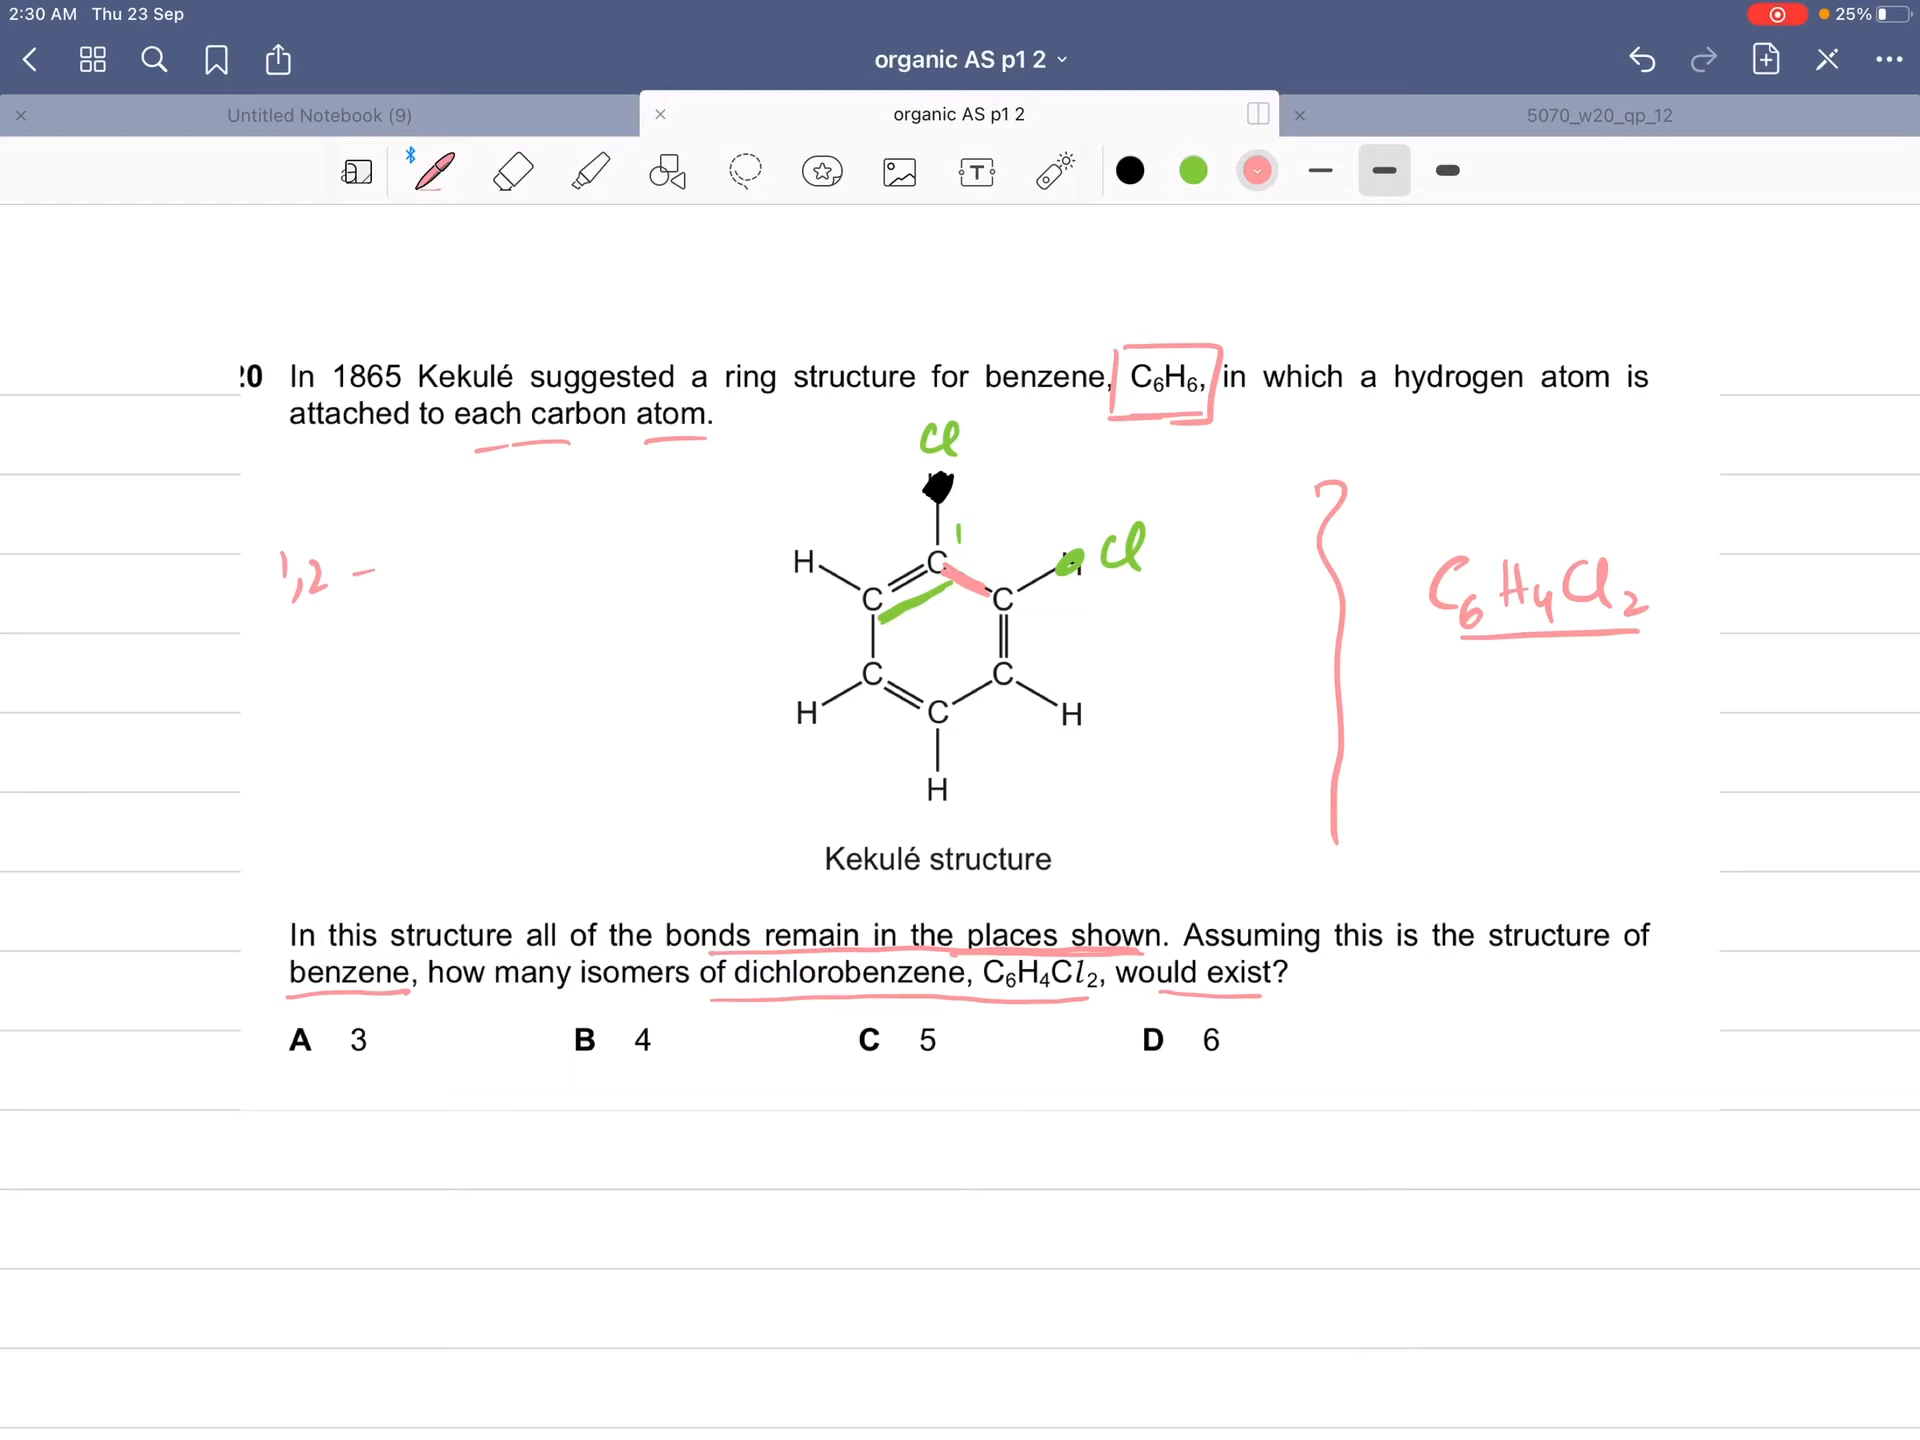 2:30 AM Thu 23 Sep
25%
organic AS p1 2
Untitled Notebook (9)
organic AS p1 2
5070_w20_qp_12
20 In 1865 Kekulé suggested a ring structure for benzene, C₆H₆, in which a hydrogen atom is
attached to each carbon atom.
Cl
1
H C Cl
C C
1,2 –
C₆H₄Cl₂
C C
H C H
H
Kekulé structure
In this structure all of the bonds remain in the places shown. Assuming this is the structure of
benzene, how many isomers of dichlorobenzene, C₆H₄Cl₂, would exist?
A 3 B 4 C 5 D 6